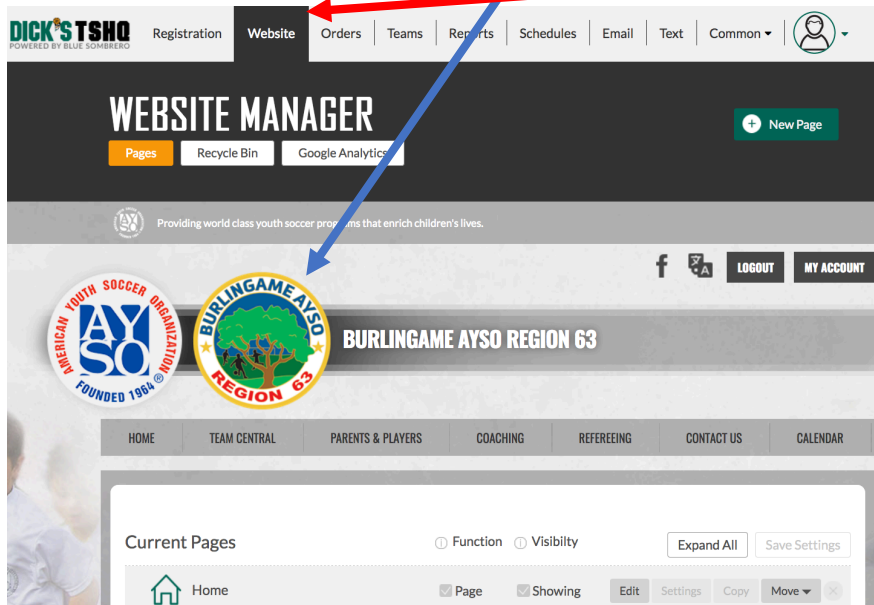 DICK'S TSHQ
POWERED BY BLUE SOMBRERO
Registration Website Orders Teams Reports Schedules Email Text Common
WEBSITE MANAGER
New Page
Pages Recycle Bin Google Analytics
Providing world class youth soccer programs that enrich children's lives.
LOGOUT MY ACCOUNT
AMERICAN YOUTH SOCCER ORGANIZATION
AYSO
FOUNDED 1964 ®
BURLINGAME AYSO
REGION 63
BURLINGAME AYSO REGION 63
HOME TEAM CENTRAL PARENTS & PLAYERS COACHING REFEREEING CONTACT US CALENDAR
Current Pages Function Visibilty Expand All Save Settings
Home Page Showing Edit Settings Copy Move